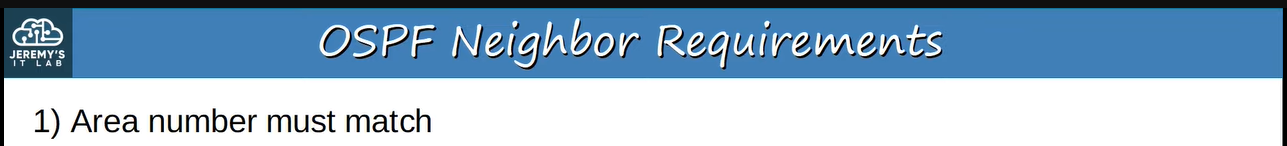 JEREMY'S
IT LAB
OSPF Neighbor Requirements
1) Area number must match